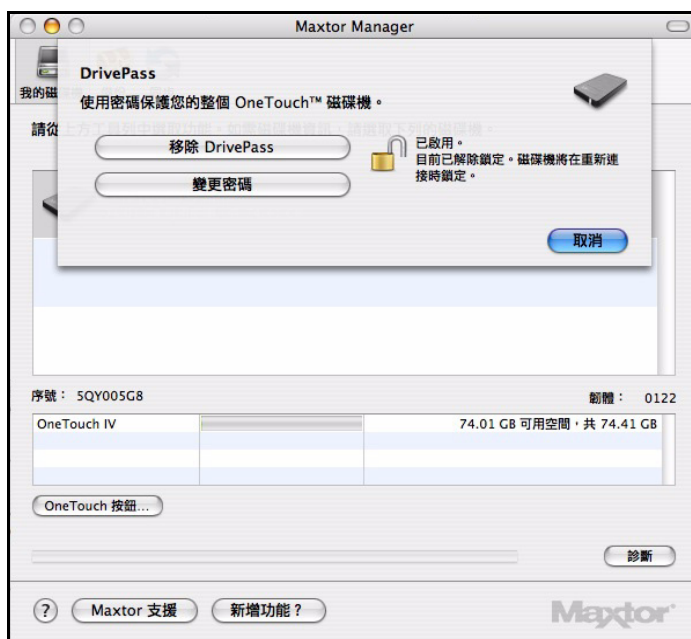 Maxtor Manager
DrivePass
使用密碼保護您的整個 OneTouch™ 磁碟機。
我的磁
請從
移除 DrivePass
變更密碼
已啟用。
目前已解除鎖定。磁碟機將在重新連
接時鎖定。
取消
序號： 5QY005G8
韌體： 0122
OneTouch IV
74.01 GB 可用空間，共 74.41 GB
OneTouch 按鈕...
診斷
?
Maxtor 支援
新增功能？
Maxtor